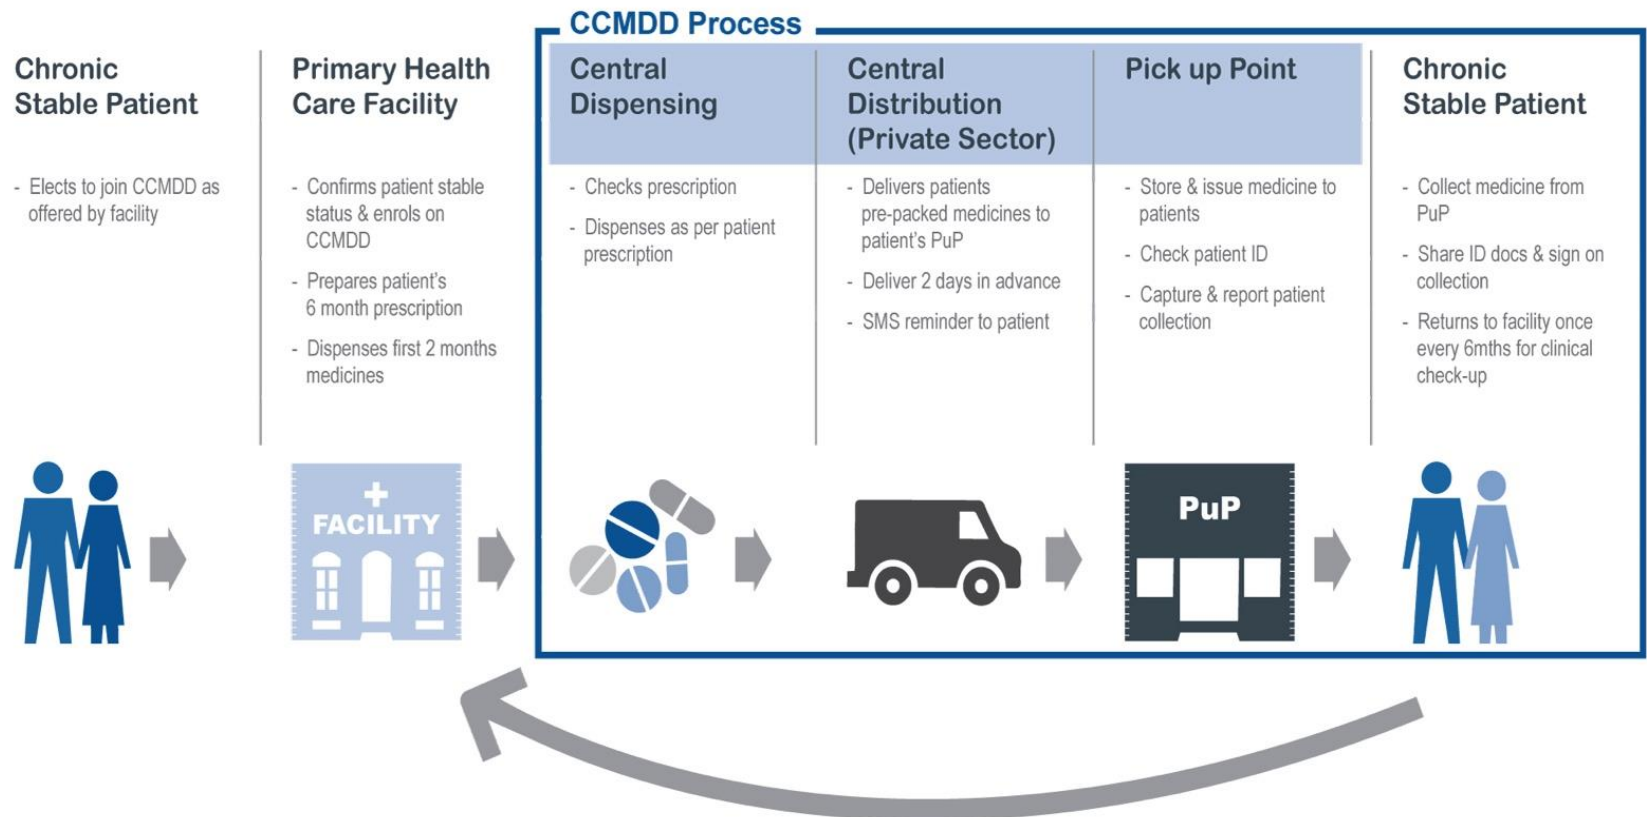 CCMDD Process
Chronic
Stable Patient
- Elects to join CCMDD as
offered by facility
Primary Health
Care Facility
- Confirms patient stable
status & enrols on
CCMDD
- Prepares patient's
6 month prescription
- Dispenses first 2 months
medicines
Central
Dispensing
- Checks prescription
- Dispenses as per patient
prescription
Central
Distribution
(Private Sector)
- Delivers patients
pre-packed medicines to
patient's PuP
- Deliver 2 days in advance
- SMS reminder to patient
Pick up Point
- Store & issue medicine to
patients
- Check patient ID
- Capture & report patient
collection
Chronic
Stable Patient
- Collect medicine from
PuP
- Share ID docs & sign on
collection
- Returns to facility once
every 6mths for clinical
check-up
FACILITY
PuP